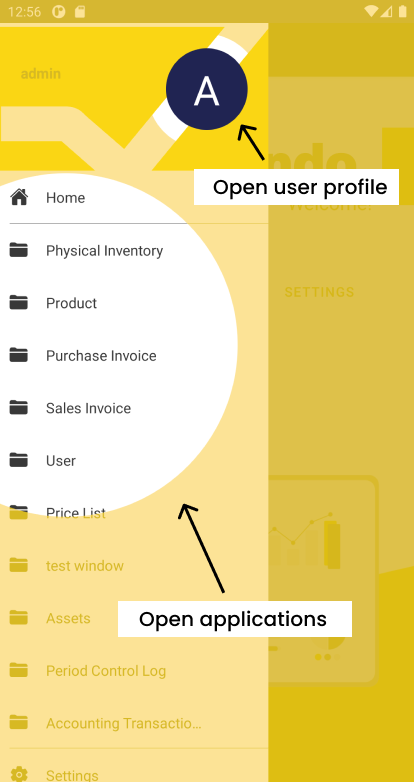 12:56
admin
A
Open user profile
ndo
Welcome!
Home
Physical Inventory
SETTINGS
Product
Purchase Invoice
Sales Invoice
User
Price List
test window
Assets
Open applications
Period Control Log
Accounting Transactio...
Settings